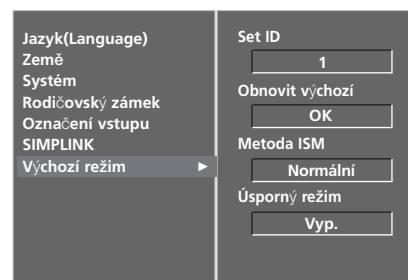 Jazyk(Language)
Země
Systém
Rodičovský zámek
Označení vstupu
SIMPLINK
Výchozí režim ►
Set ID
1
Obnovit výchozí
OK
Metoda ISM
Normální
Úsporný režim
Vyp.